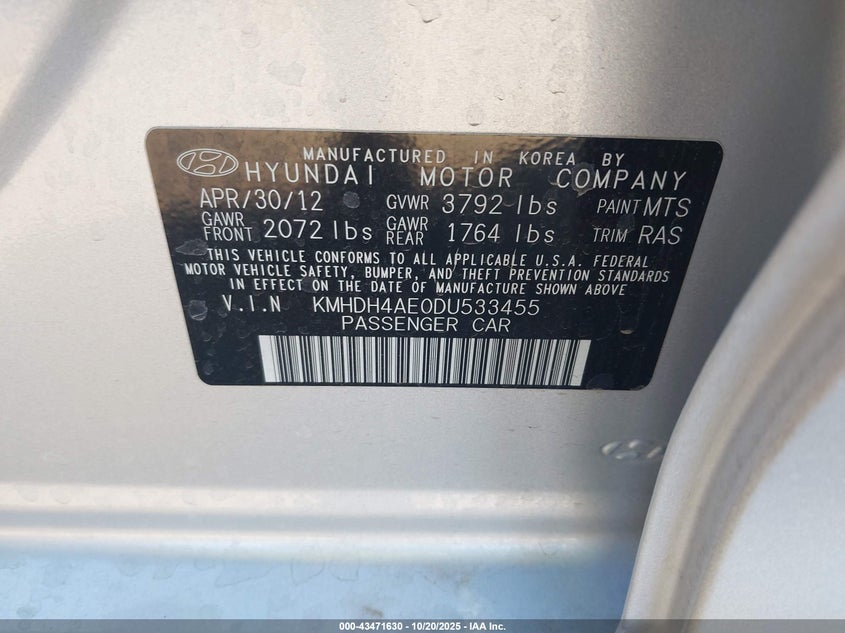 MANUFACTURED IN KOREA BY
HYUNDAI MOTOR COMPANY
APR/30/12 GVWR 3792 lbs PAINT MTS
GAWR FRONT 2072 lbs GAWR REAR 1764 lbs TRIM RAS
THIS VEHICLE CONFORMS TO ALL APPLICABLE U.S.A. FEDERAL
MOTOR VEHICLE SAFETY, BUMPER, AND THEFT PREVENTION STANDARDS
IN EFFECT ON THE DATE OF MANUFACTURE SHOWN ABOVE
V.I.N KMHDH4AE0DU533455
PASSENGER CAR
000-43471630 - 10/20/2025 - IAA Inc.